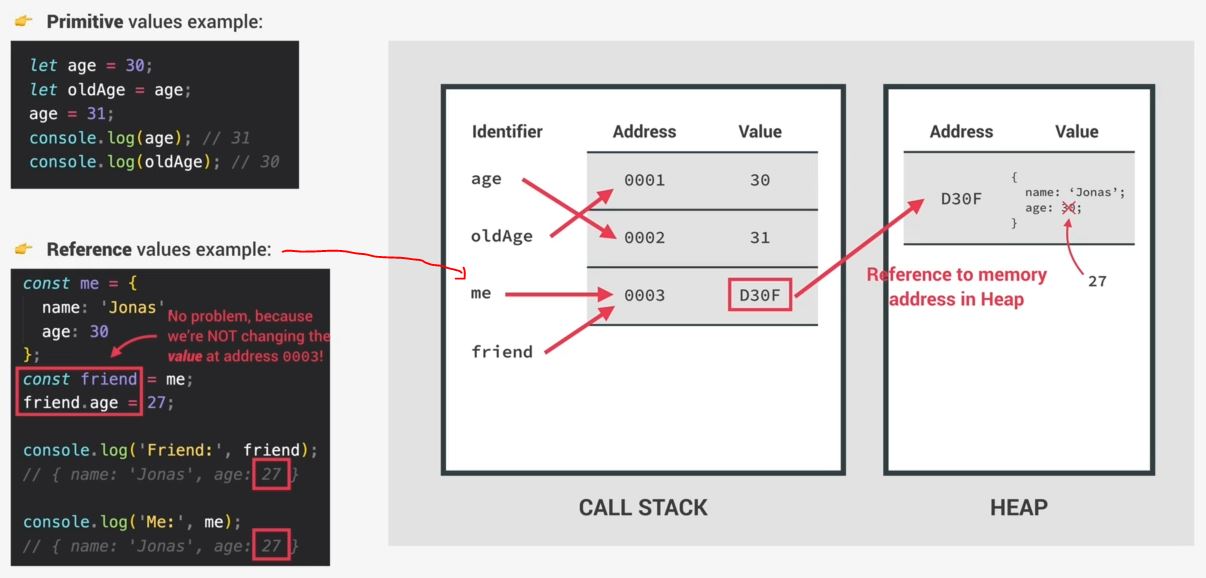 👉 Primitive values example:
let age = 30;
let oldAge = age;
age = 31;
console.log(age); // 31
console.log(oldAge); // 30
👉 Reference values example:
const me = {
name: 'Jonas'
age: 30
};
No problem, because
we're NOT changing the
value at address 0003!
const friend = me;
friend.age = 27;
console.log('Friend:', friend);
// { name: 'Jonas', age: 27 }
console.log('Me:', me);
// { name: 'Jonas', age: 27 }
Identifier Address Value
age 0001 30
oldAge 0002 31
me 0003 D30F
friend
CALL STACK
Address Value
D30F
{
name: ‘Jonas’;
age: 30;
}
27
Reference to memory
address in Heap
HEAP